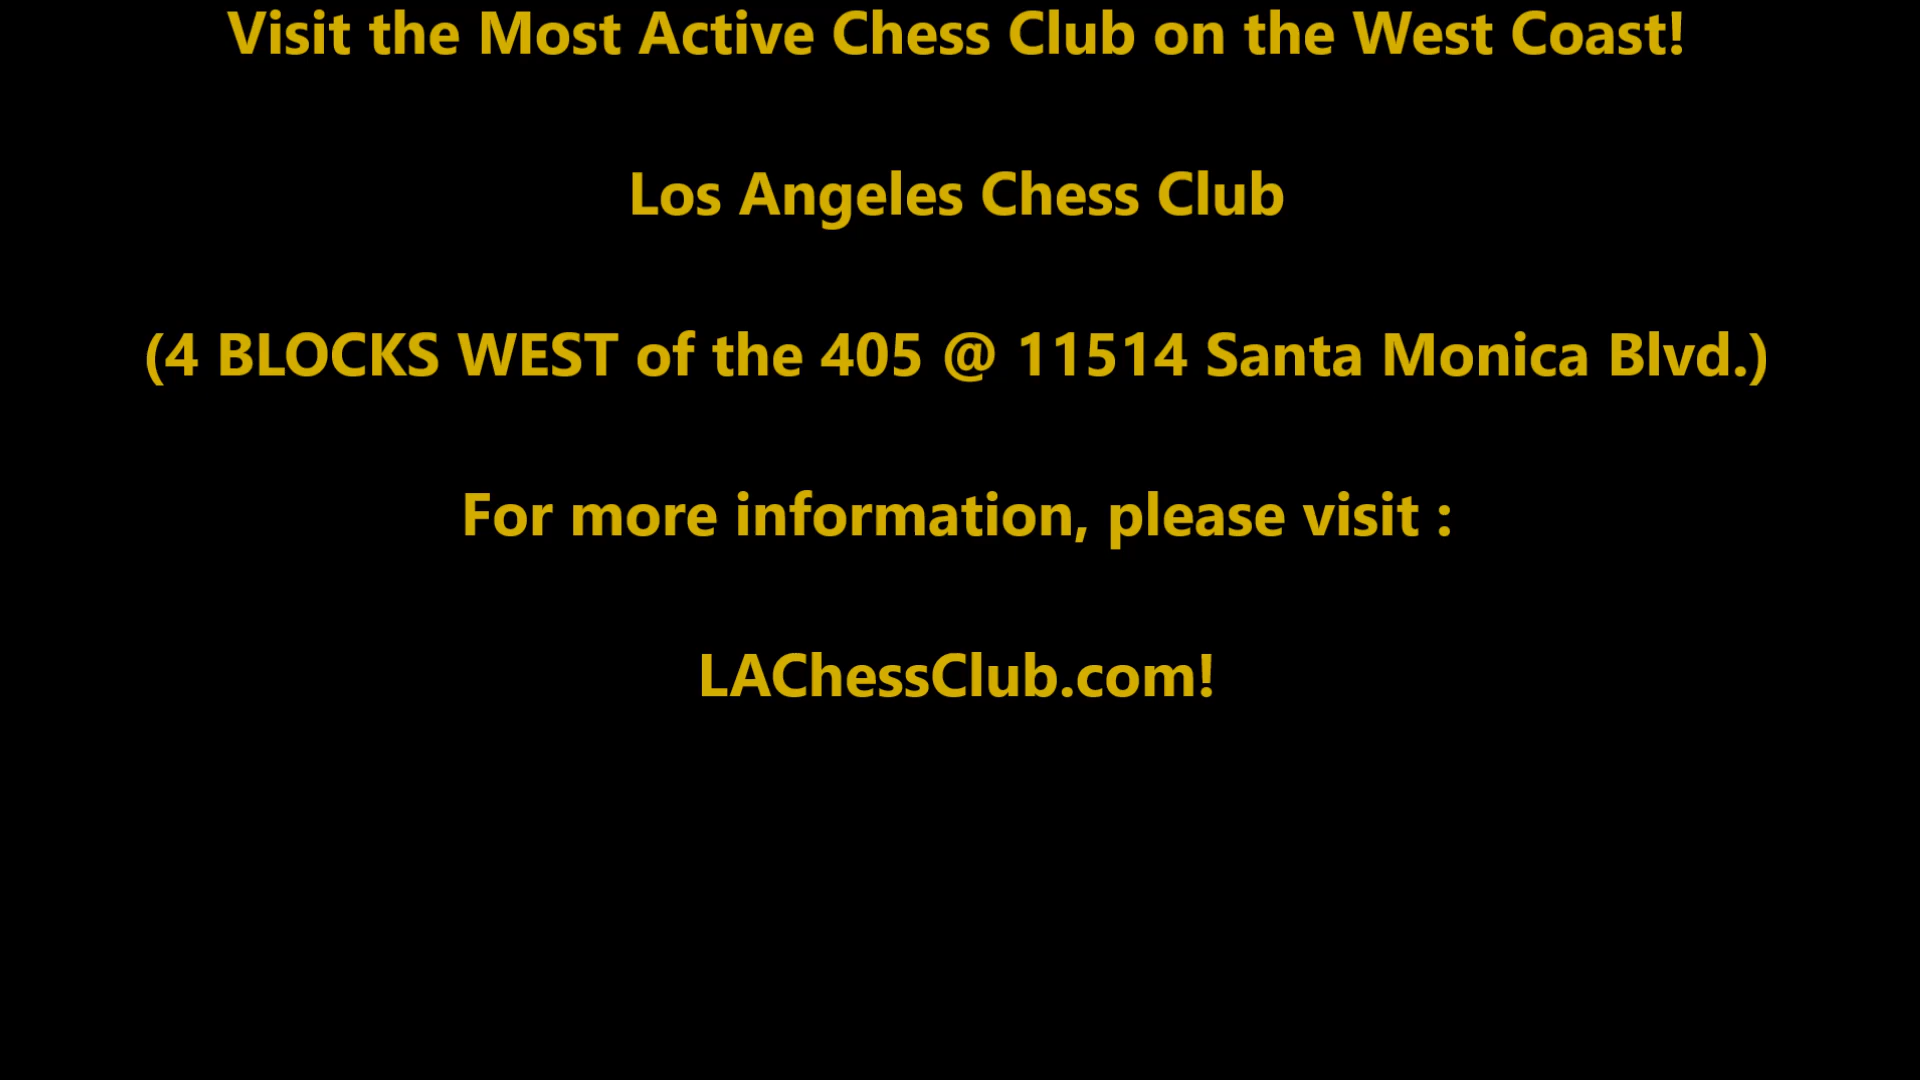 Visit the Most Active Chess Club on the West Coast!
Los Angeles Chess Club
(4 BLOCKS WEST of the 405 @ 11514 Santa Monica Blvd.)
For more information, please visit :
LAChessClub.com!